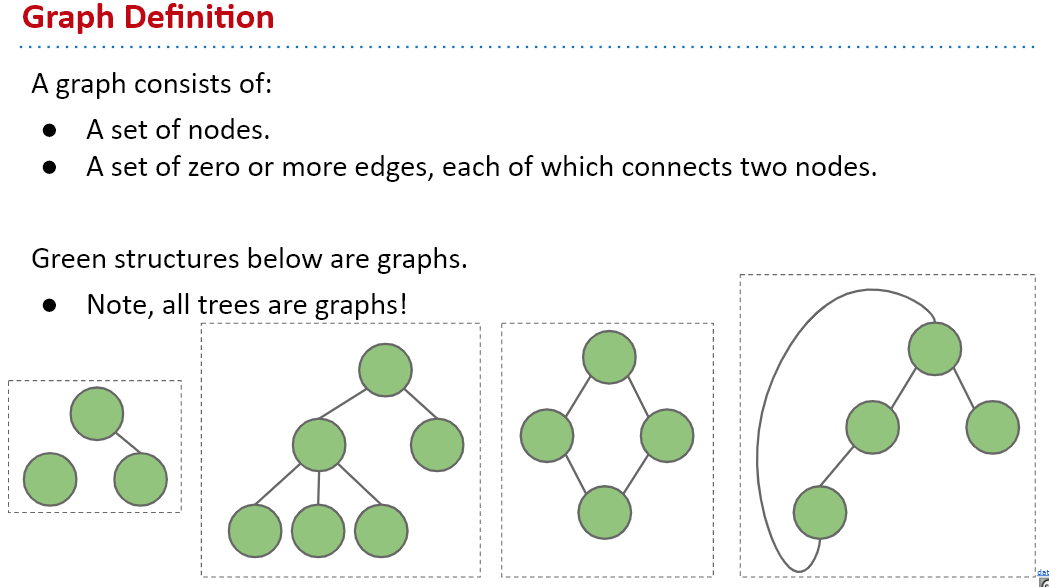 Graph Definition
A graph consists of:
● A set of nodes.
● A set of zero or more edges, each of which connects two nodes.
Green structures below are graphs.
● Note, all trees are graphs!
dat